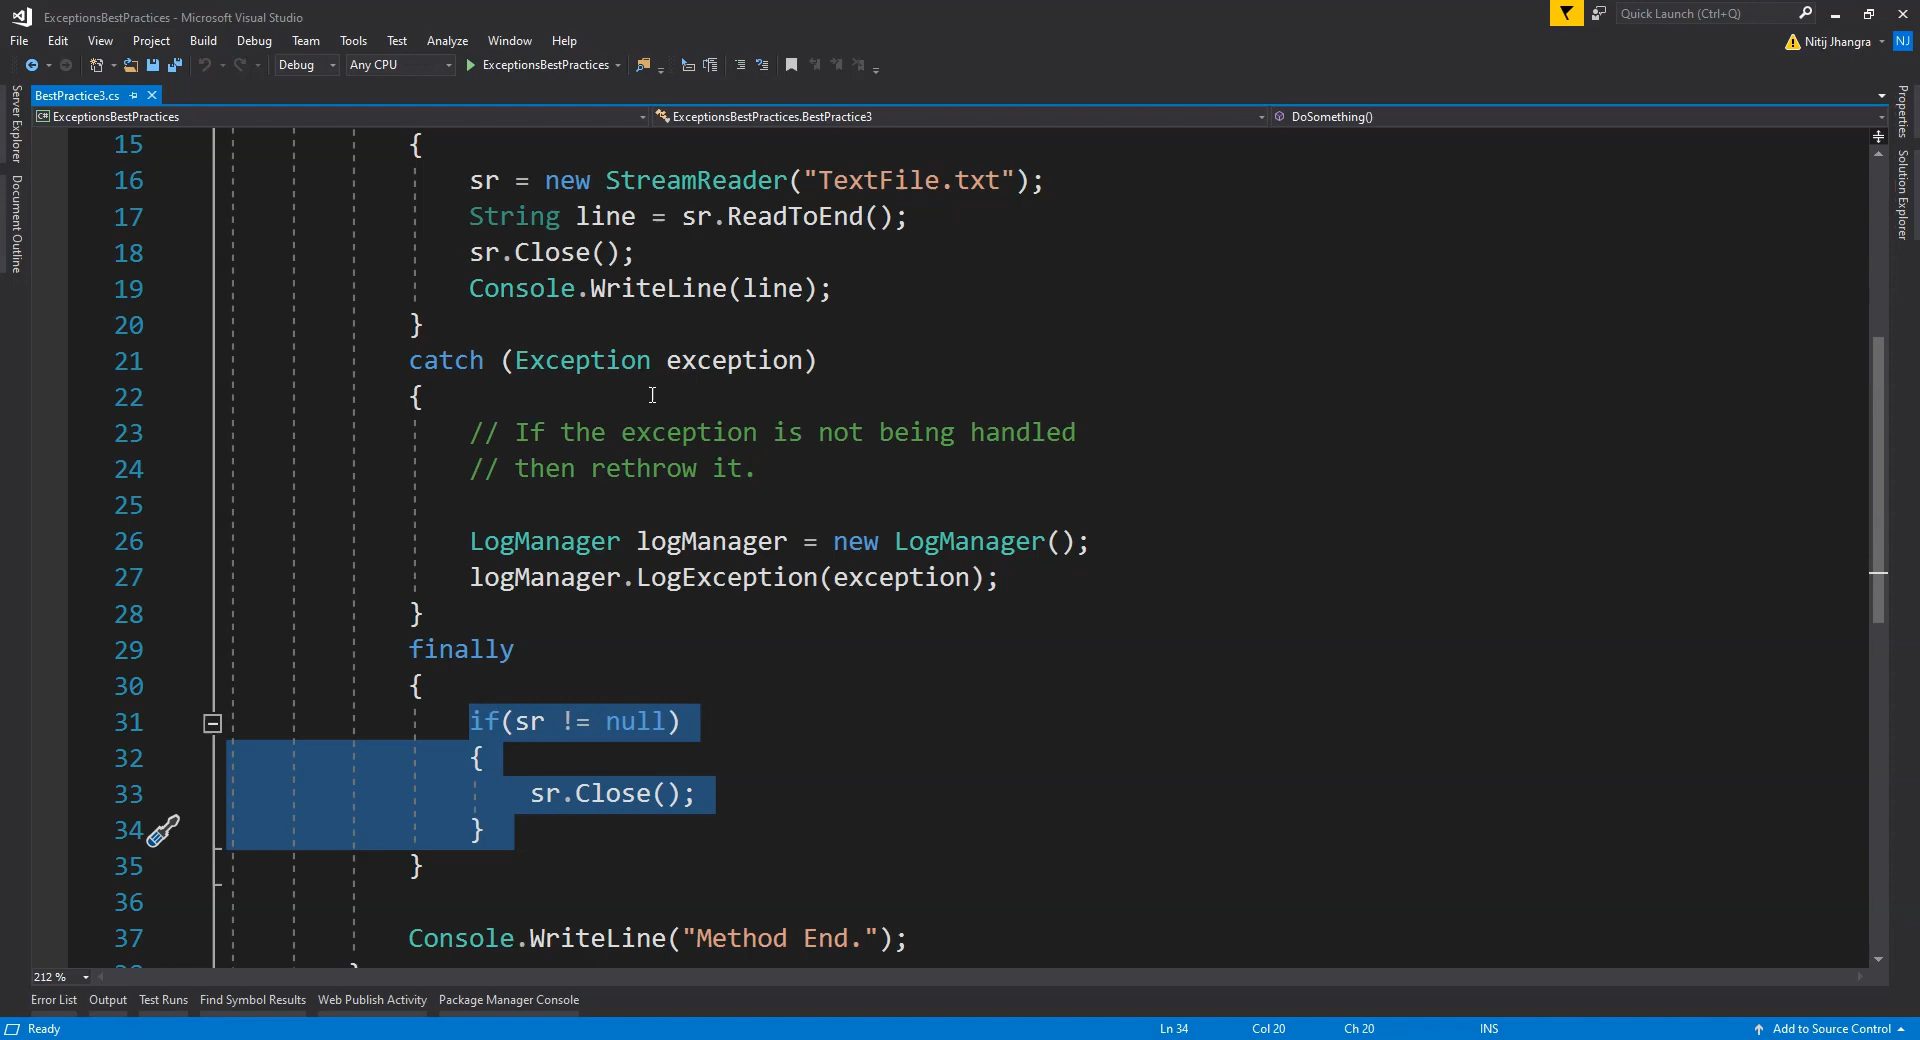 ExceptionsBestPractices - Microsoft Visual Studio
Quick Launch (Ctrl+Q)
File Edit View Project Build Debug Team Tools Test Analyze Window Help
Nitij Jhangra NJ
Debug Any CPU ExceptionsBestPractices
Server Explorer
Document Outline
BestPractice3.cs
C# ExceptionsBestPractices ExceptionsBestPractices.BestPractice3 DoSomething()
Properties
Solution Explorer
15 {
16 sr = new StreamReader("TextFile.txt");
17 String line = sr.ReadToEnd();
18 sr.Close();
19 Console.WriteLine(line);
20 }
21 catch (Exception exception)
22 {
23 // If the exception is not being handled
24 // then rethrow it.
25
26 LogManager logManager = new LogManager();
27 logManager.LogException(exception);
28 }
29 finally
30 {
31 if(sr != null)
32 {
33 sr.Close();
34 }
35 }
36
37 Console.WriteLine("Method End.");
212 %
Error List Output Test Runs Find Symbol Results Web Publish Activity Package Manager Console
Ready Ln 34 Col 20 Ch 20 INS Add to Source Control